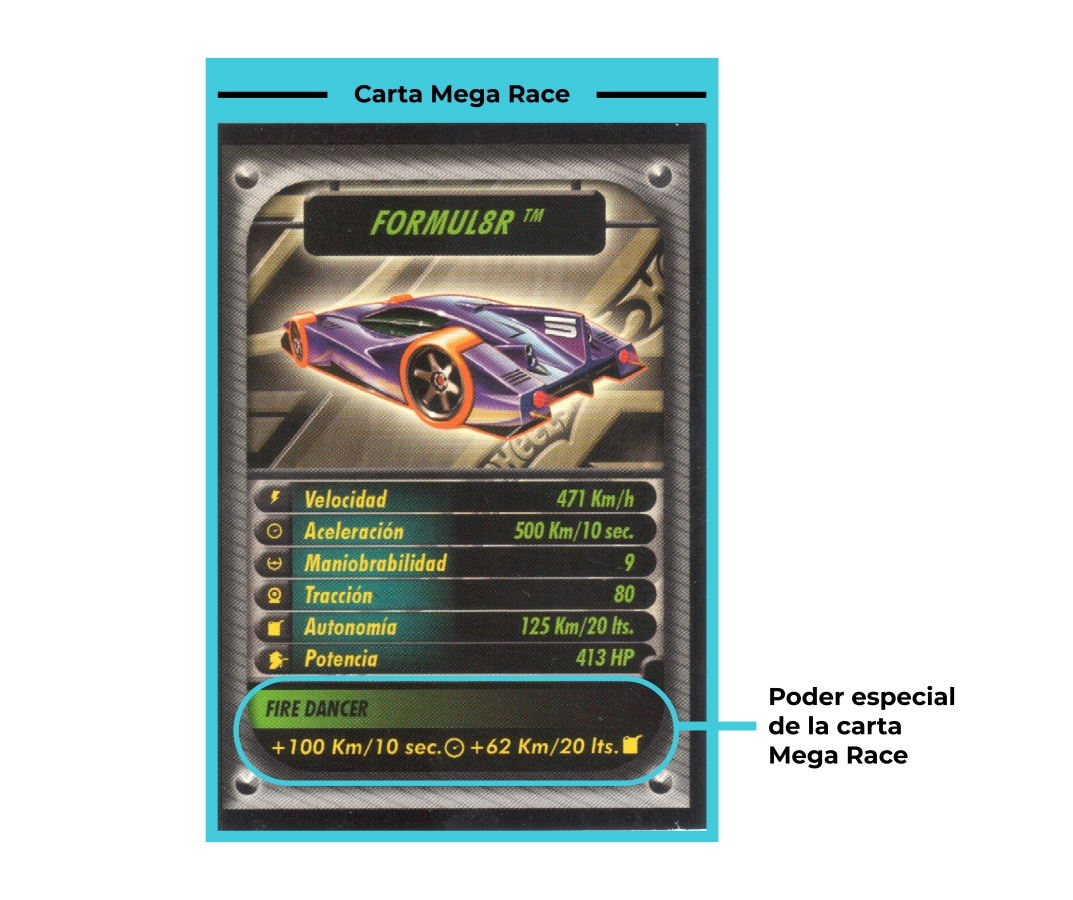 Carta Mega Race
FORMUL8R ™
Velocidad 471 Km/h
Aceleración 500 Km/10 sec.
Maniobrabilidad 9
Tracción 80
Autonomía 125 Km/20 lts.
Potencia 413 HP
FIRE DANCER
+100 Km/10 sec. +62 Km/20 lts.
Poder especial
de la carta
Mega Race